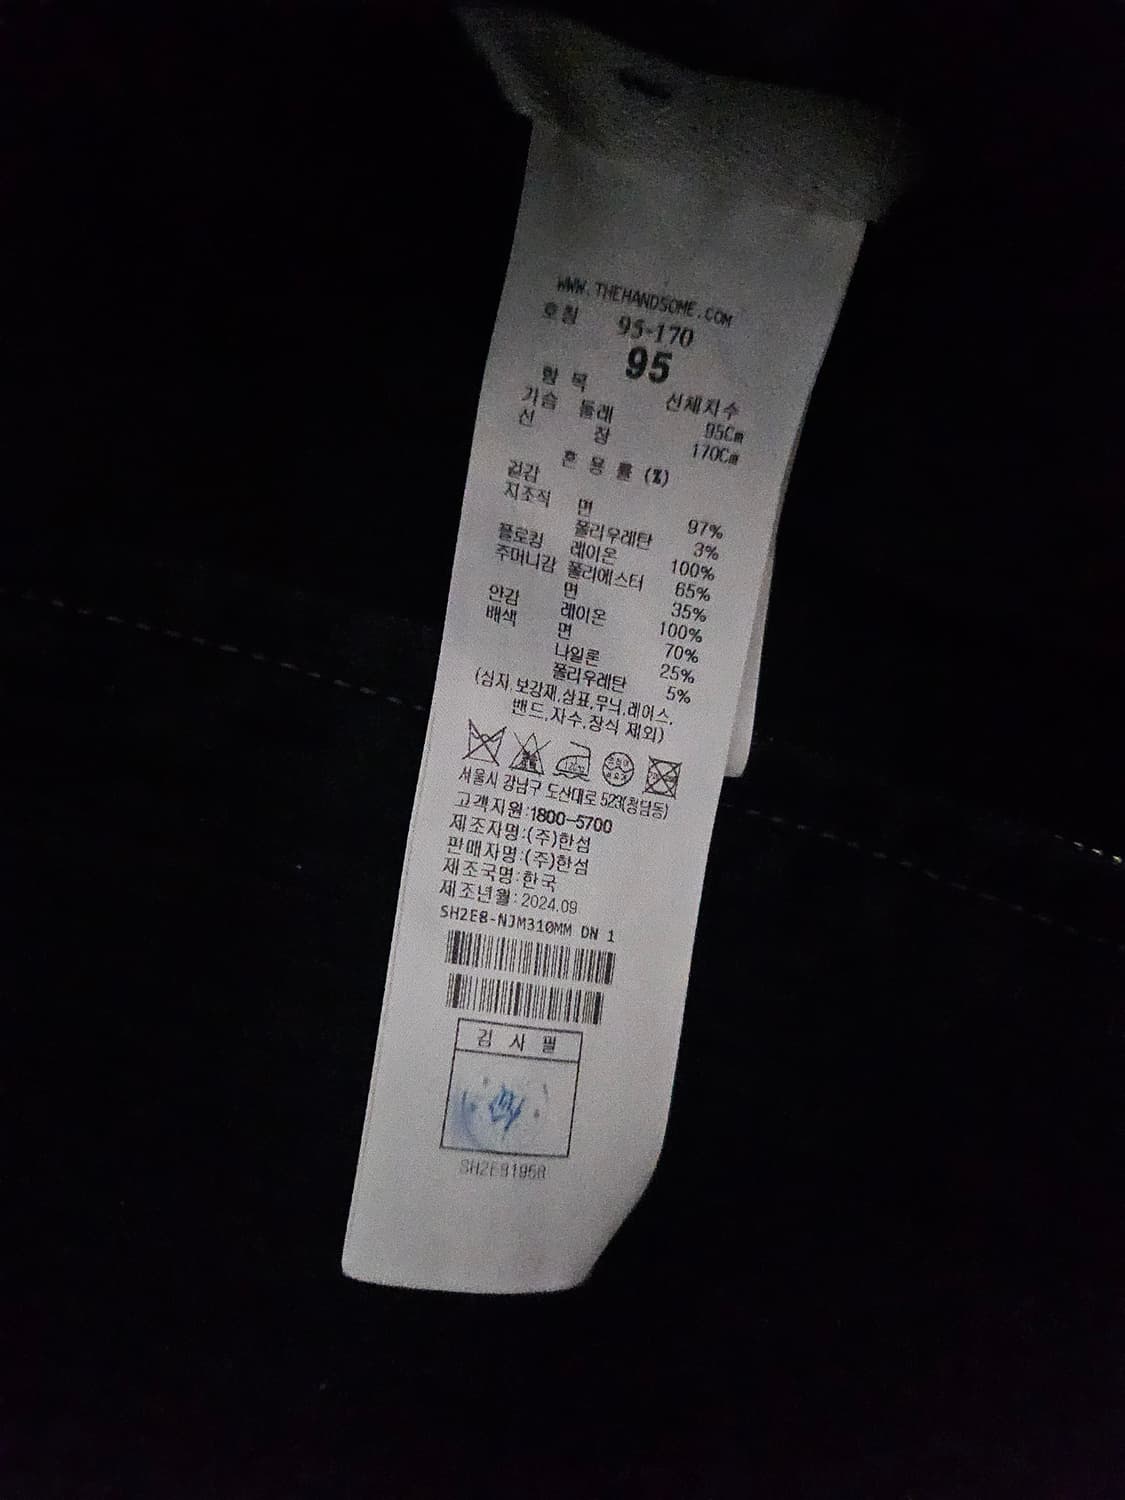 WWW.THEHANDSOME.COM
호칭 95-170
95
항 목 신체치수
가슴 둘레 95Cm
신 장 170Cm
혼 용 률 (%)
겉감
지조직 면 97%
폴리우레탄 3%
플로킹 레이온 100%
주머니감 폴리에스터 65%
면 35%
안감 레이온 100%
배색 면 70%
나일론 25%
폴리우레탄 5%
(심지,보강재,상표,무늬,레이스,
밴드,자수,장식 제외)
서울시 강남구 도산대로 523(청담동)
고객지원:1800-5700
제조자명:(주)한섬
판매자명:(주)한섬
제조국명:한국
제조년월:2024.09
SH2E8-NJM310MM DN 1
검 사 필